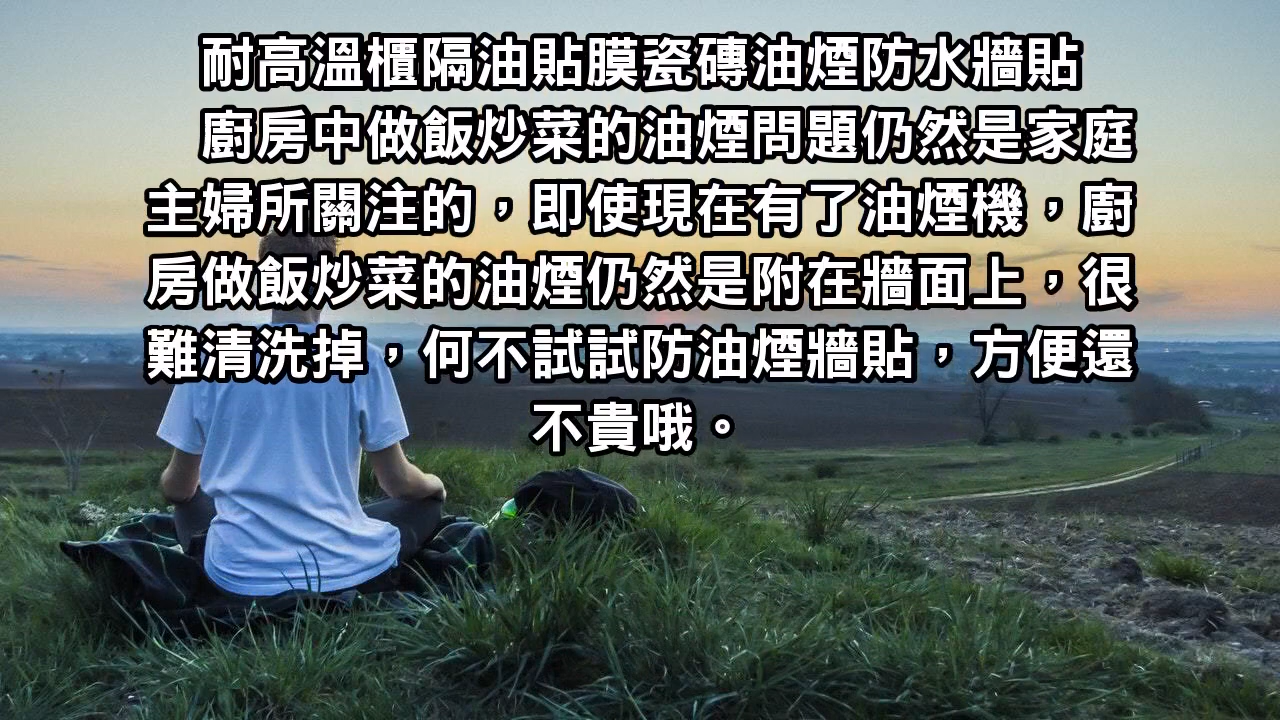 耐高溫櫃隔油貼膜瓷磚油煙防水牆貼
廚房中做飯炒菜的油煙問題仍然是家庭
主婦所關注的，即使現在有了油煙機，廚
房做飯炒菜的油煙仍然是附在牆面上，很
難清洗掉，何不試試防油煙牆貼，方便還
不貴哦。